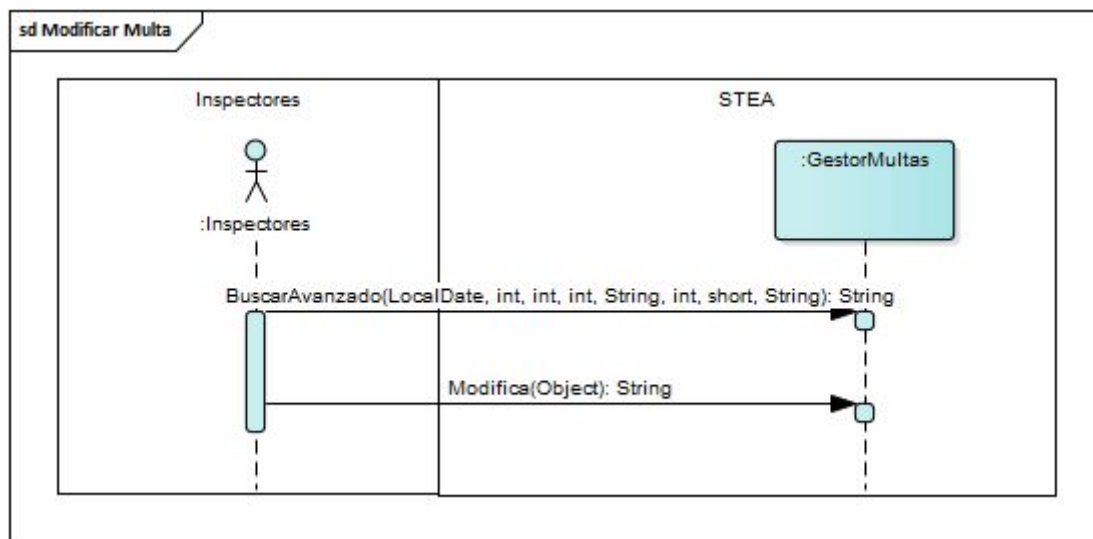 sd Modificar Multa
Inspectores
STEA
:GestorMultas
:Inspectores
BuscarAvanzado(LocalDate, int, int, int, String, int, short, String): String
Modifica(Object): String